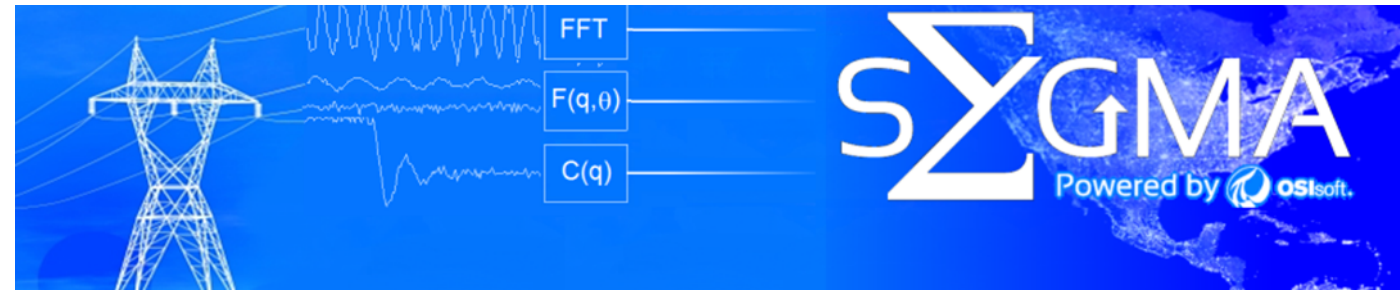 FFT
F(q,θ)
C(q)
SΣGMA
Powered by OSIsoft.